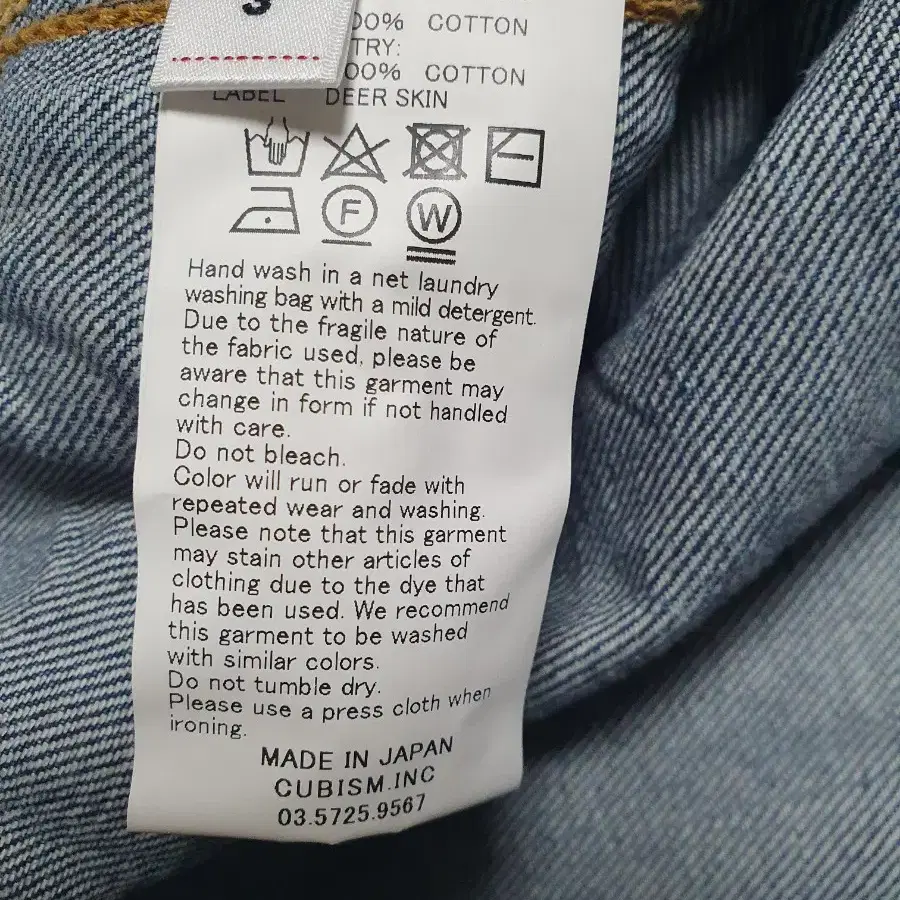 3
00% COTTON
TRY:
00% COTTON
LABEL DEER SKIN
F
W
Hand wash in a net laundry
washing bag with a mild detergent.
Due to the fragile nature of
the fabric used, please be
aware that this garment may
change in form if not handled
with care.
Do not bleach.
Color will run or fade with
repeated wear and washing.
Please note that this garment
may stain other articles of
clothing due to the dye that
has been used. We recommend
this garment to be washed
with similar colors.
Do not tumble dry.
Please use a press cloth when
ironing.
MADE IN JAPAN
CUBISM.INC
03.5725.9567